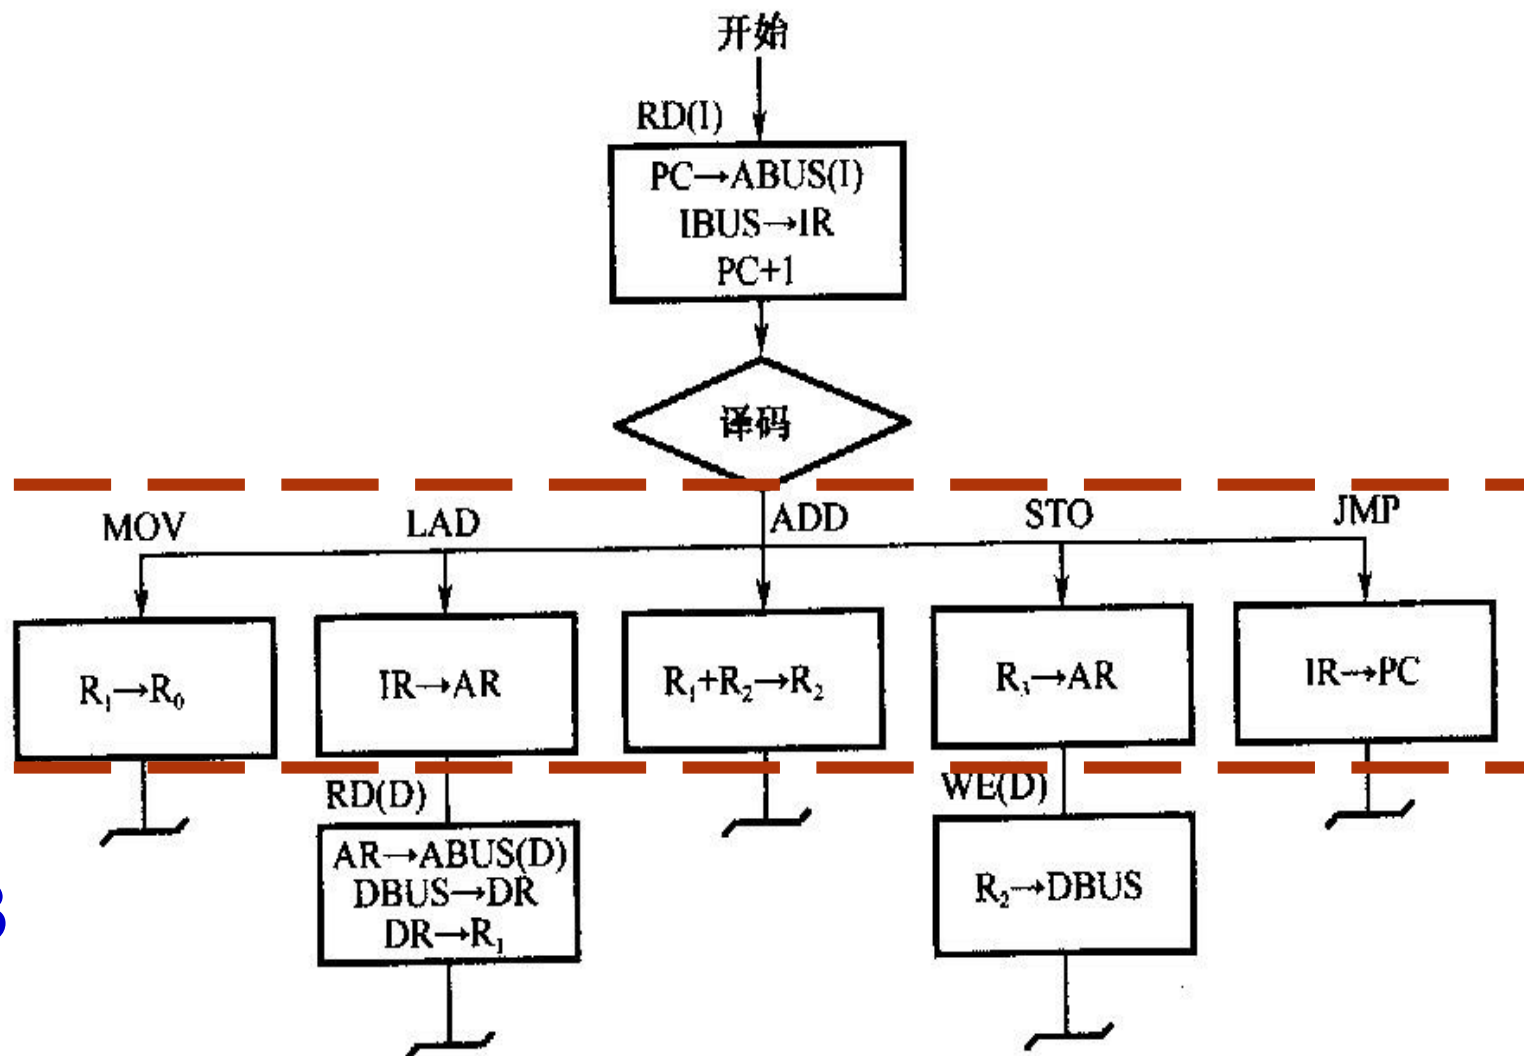 开始
RD(I)
PC→ABUS(I)
IBUS→IR
PC+1
译码
MOV
LAD
ADD
STO
JMP
R₁→R₀
IR→AR
R₁+R₂→R₂
R₃→AR
IR→PC
RD(D)
WE(D)
AR→ABUS(D)
DBUS→DR
DR→R₁
R₂→DBUS